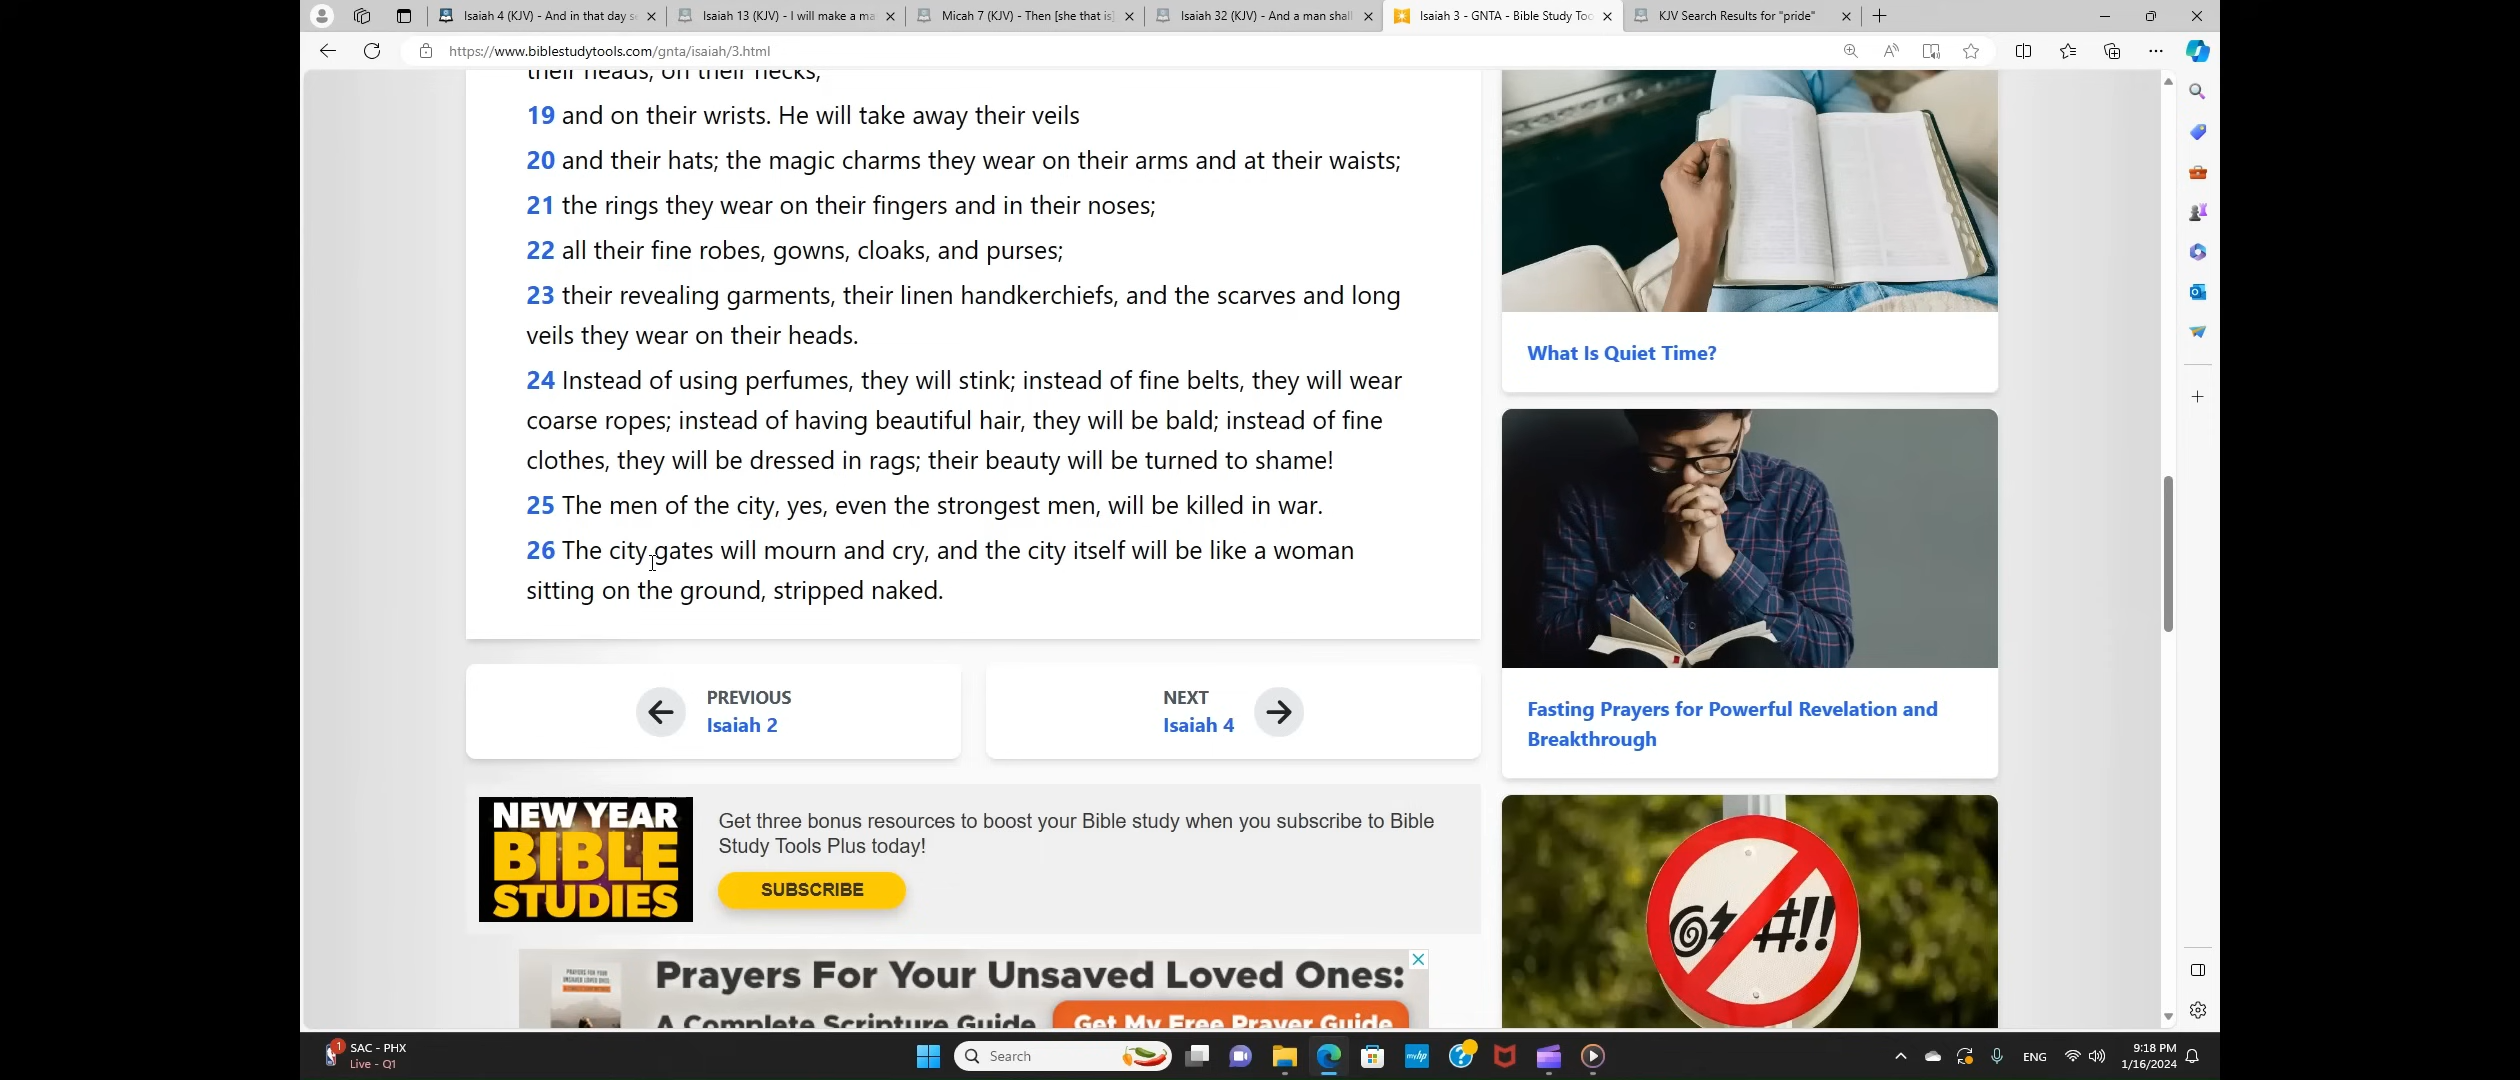 Isaiah 4 (KJV) - And in that day s
Isaiah 13 (KJV) - I will make a ma
Micah 7 (KJV) - Then [she that is]
Isaiah 32 (KJV) - And a man shall
Isaiah 3 - GNTA - Bible Study Too
KJV Search Results for "pride"
https://www.biblestudytools.com/gnta/isaiah/3.html
their heads, on their necks,
19 and on their wrists. He will take away their veils
20 and their hats; the magic charms they wear on their arms and at their waists;
21 the rings they wear on their fingers and in their noses;
22 all their fine robes, gowns, cloaks, and purses;
23 their revealing garments, their linen handkerchiefs, and the scarves and long
veils they wear on their heads.
24 Instead of using perfumes, they will stink; instead of fine belts, they will wear
coarse ropes; instead of having beautiful hair, they will be bald; instead of fine
clothes, they will be dressed in rags; their beauty will be turned to shame!
25 The men of the city, yes, even the strongest men, will be killed in war.
26 The city gates will mourn and cry, and the city itself will be like a woman
sitting on the ground, stripped naked.
PREVIOUS
Isaiah 2
NEXT
Isaiah 4
NEW YEAR
BIBLE
STUDIES
Get three bonus resources to boost your Bible study when you subscribe to Bible
Study Tools Plus today!
SUBSCRIBE
PRAYERS FOR YOUR
UNSAVED LOVED ONES
Prayers For Your Unsaved Loved Ones:
A Complete Scripture Guide
Get My Free Prayer Guide
What Is Quiet Time?
Fasting Prayers for Powerful Revelation and
Breakthrough
@#!!
1
SAC - PHX
Live - Q1
Search
myhp
ENG
9:18 PM
1/16/2024